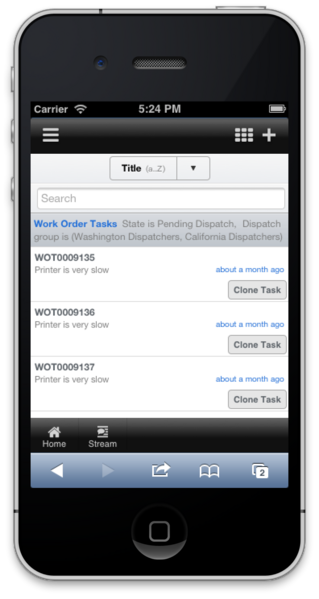 Carrier 5:24 PM
Title (a..Z) ▼
Search
Work Order Tasks State is Pending Dispatch, Dispatch
group is (Washington Dispatchers, California Dispatchers)
WOT0009135
Printer is very slow about a month ago
Clone Task
WOT0009136
Printer is very slow about a month ago
Clone Task
WOT0009137
Printer is very slow about a month ago
Clone Task
Home Stream
2